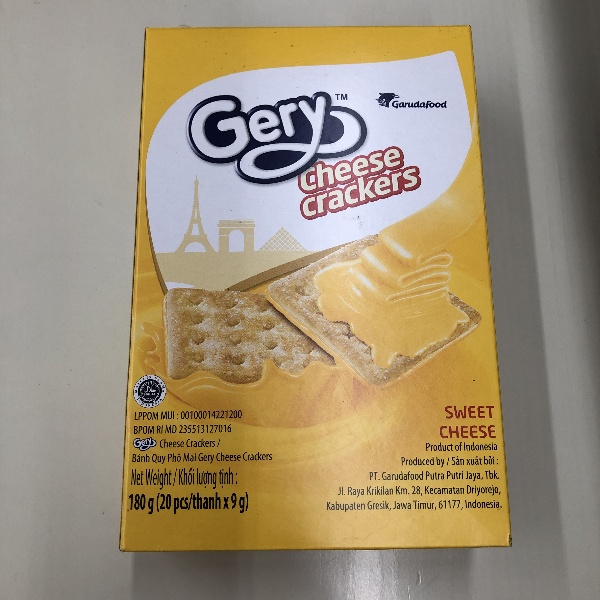 Gery™
Garudafood
cheese
crackers
LPPOM MUI : 00100014221200
BPOM RI MD 235513127016
Gery Cheese Crackers /
Bánh Quy Phô Mai Gery Cheese Crackers
Net Weight / Khối lượng tịnh :
180 g (20 pcs/thanh x 9 g)
SWEET
CHEESE
Product of Indonesia
Produced by / Sản xuất bởi :
PT. Garudafood Putra Putri Jaya, Tbk.
Jl. Raya Krikilan Km. 28, Kecamatan Driyorejo,
Kabupaten Gresik, Jawa Timur, 61177, Indonesia.